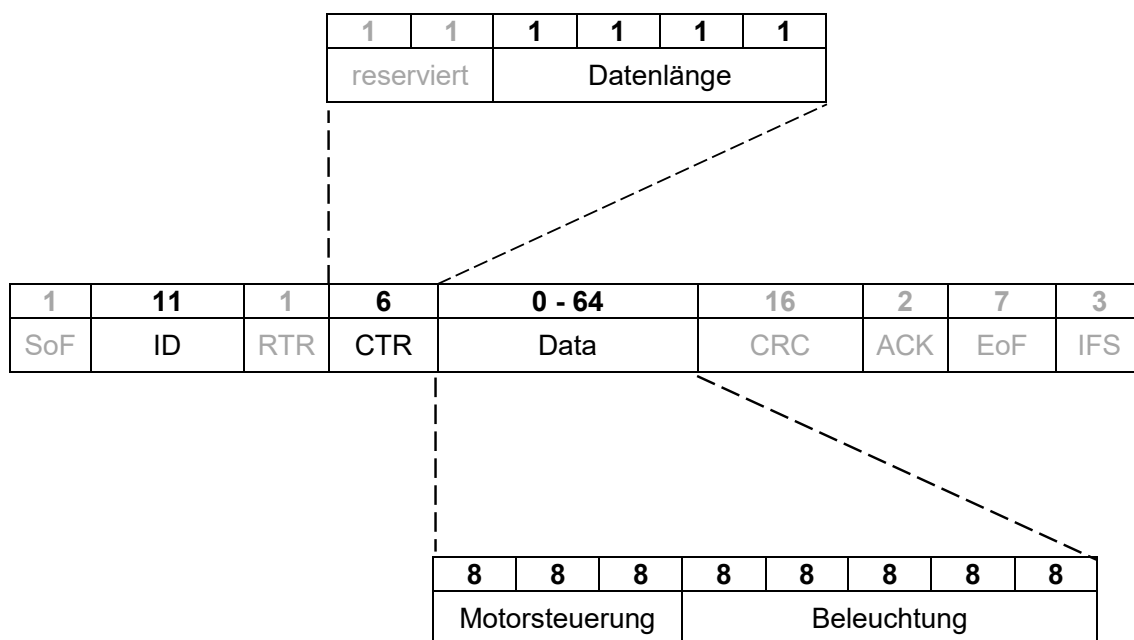 1 1 1 1 1 1
reserviert Datenlänge
1 11 1 6 0 - 64 16 2 7 3
SoF ID RTR CTR Data CRC ACK EoF IFS
8 8 8 8 8 8 8 8
Motorsteuerung Beleuchtung